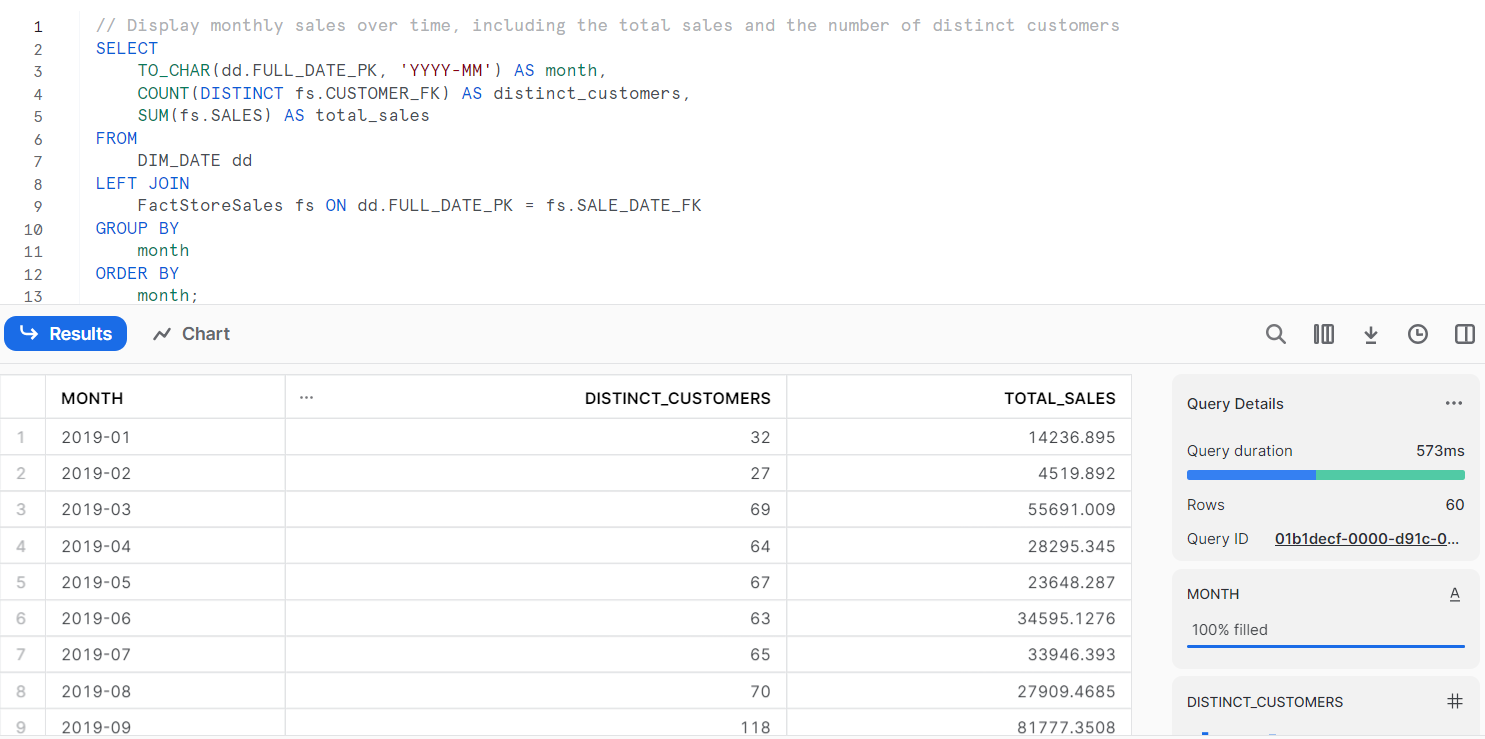 1 // Display monthly sales over time, including the total sales and the number of distinct customers
2 SELECT
3 TO_CHAR(dd.FULL_DATE_PK, 'YYYY-MM') AS month,
4 COUNT(DISTINCT fs.CUSTOMER_FK) AS distinct_customers,
5 SUM(fs.SALES) AS total_sales
6 FROM
7 DIM_DATE dd
8 LEFT JOIN
9 FactStoreSales fs ON dd.FULL_DATE_PK = fs.SALE_DATE_FK
10 GROUP BY
11 month
12 ORDER BY
13 month;
Results Chart
MONTH ... DISTINCT_CUSTOMERS TOTAL_SALES
1 2019-01 32 14236.895
2 2019-02 27 4519.892
3 2019-03 69 55691.009
4 2019-04 64 28295.345
5 2019-05 67 23648.287
6 2019-06 63 34595.1276
7 2019-07 65 33946.393
8 2019-08 70 27909.4685
9 2019-09 118 81777.3508
Query Details ...
Query duration 573ms
Rows 60
Query ID 01b1decf-0000-d91c-0...
MONTH A
100% filled
DISTINCT_CUSTOMERS #